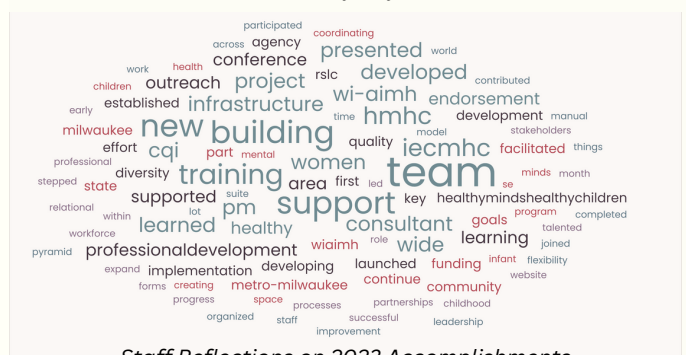 participated
coordinating
across agency presented world
conference
work health rslc developed
children outreach project contributed
wi-aimh
established infrastructure endorsement
early time hmhc development manual
milwaukee new building model stakeholders
effort cqi part mental quality iecmhc facilitated things
professional women
diversity training team minds month
stepped state area first led se
supported suite support key healthymindshealthychildren
relational lot pm goals program completed
within learned healthy consultant talented
workforce role wide learning joined
pyramid professionaldevelopment wiaimh
expand implementation developing launched funding infant flexibility
forms creating metro-milwaukee continue community website
progress space processes partnerships childhood
organized staff successful leadership
improvement